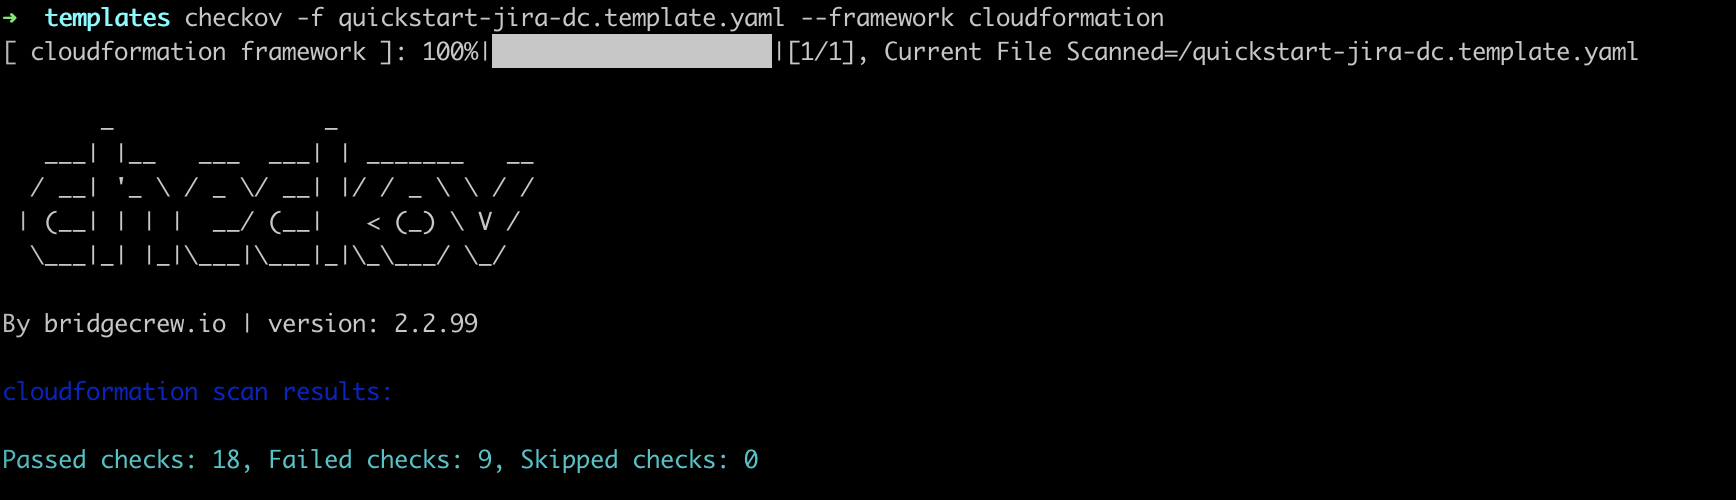 ➜  templates checkov -f quickstart-jira-dc.template.yaml --framework cloudformation
[ cloudformation framework ]: 100%|████████████████████|[1/1], Current File Scanned=/quickstart-jira-dc.template.yaml
       _               _
   ___| |__   ___  ___| | _______   __
  / __| '_ \ / _ \/ __| |/ / _ \ \ / /
 | (__| | | |  __/ (__|   < (_) \ V /
  \___|_| |_|\___|\___|_|\_\___/ \_/
By bridgecrew.io | version: 2.2.99
cloudformation scan results:
Passed checks: 18, Failed checks: 9, Skipped checks: 0